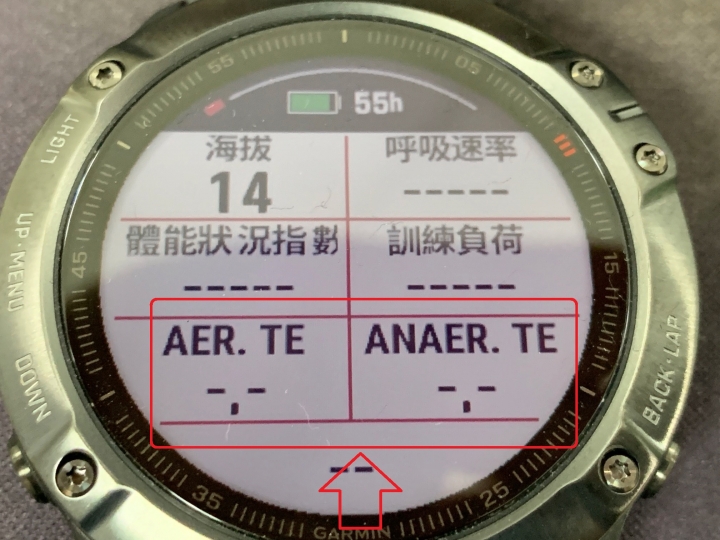 55
05
LIGHT
55h
海拔
呼吸速率
14
-----
體能狀況指數
訓練負荷
-----
-----
UP·MENU
45
15
AER. TE
ANAER. TE
-,-
-,-
DOWN
BACK·LAP
--
35
25
GARMIN